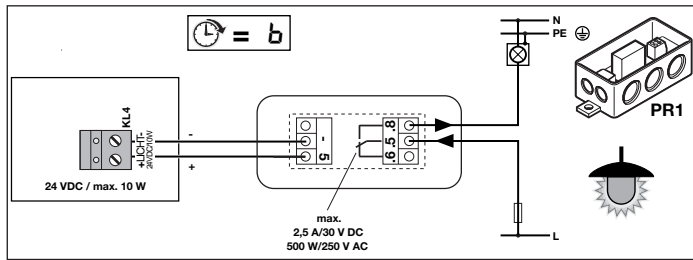 = b
N
PE
PR1
KL4
LICHT-
+24VDC/10W
-
+
24 VDC / max. 10 W
-
5
.8
.5
.6
max.
2,5 A/30 V DC
500 W/250 V AC
L